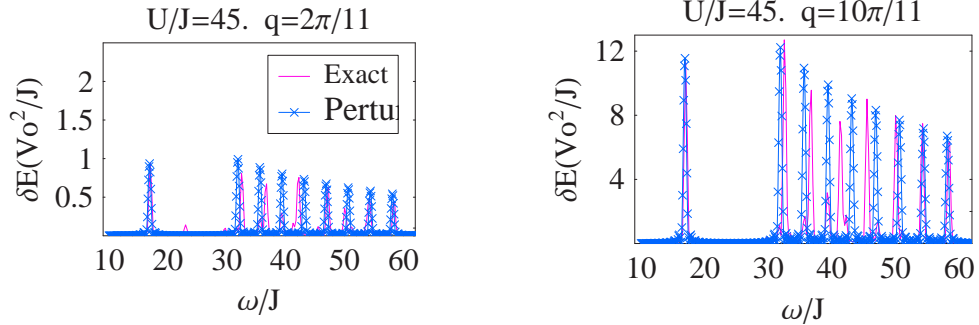 U/J=45. q=2π/11
δE(Vo²/J)
2
1.5
1
0.5
Exact
Pertur
10 20 30 40 50 60
ω/J
U/J=45. q=10π/11
δE(Vo²/J)
12
8
4
10 20 30 40 50 60
ω/J